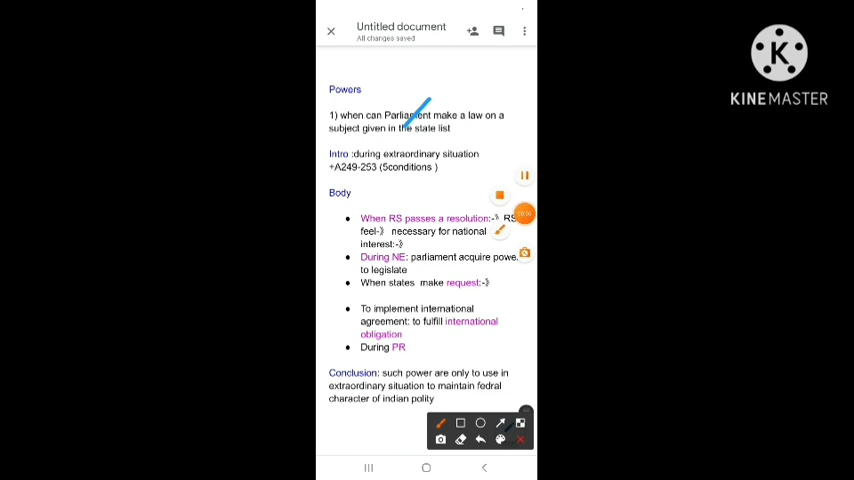 Untitled document
All changes saved
K
KINEMASTER
Powers
1) when can Parliament make a law on a
subject given in the state list
Intro :during extraordinary situation
+A249-253 (5conditions )
Body
When RS passes a resolution:-》 RS
feel-》 necessary for national
interest:-》
During NE: parliament acquire power
to legislate
When states make request:-》
To implement international
agreement: to fulfill international
obligation
During PR
Conclusion: such power are only to use in
extraordinary situation to maintain fedral
character of indian polity